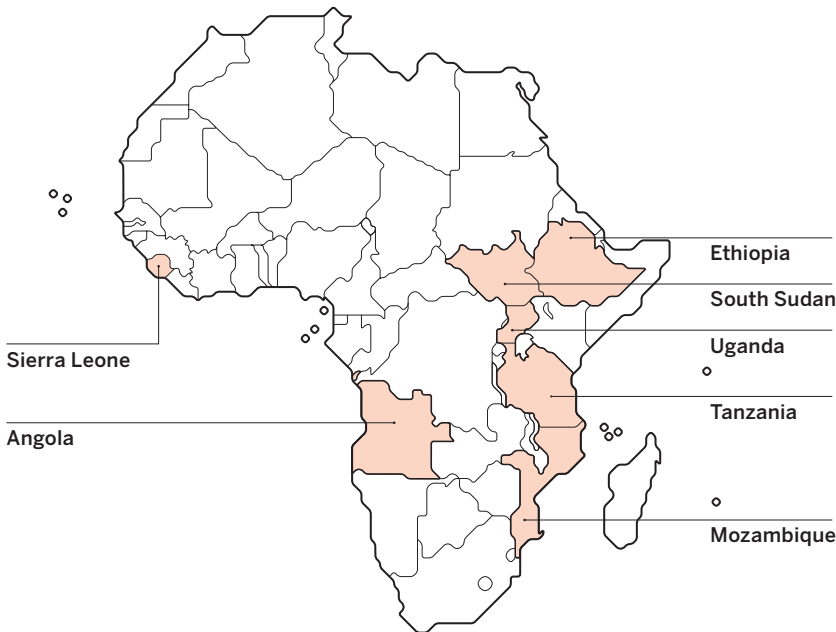 Ethiopia
South Sudan
Uganda
Sierra Leone
Tanzania
Angola
Mozambique